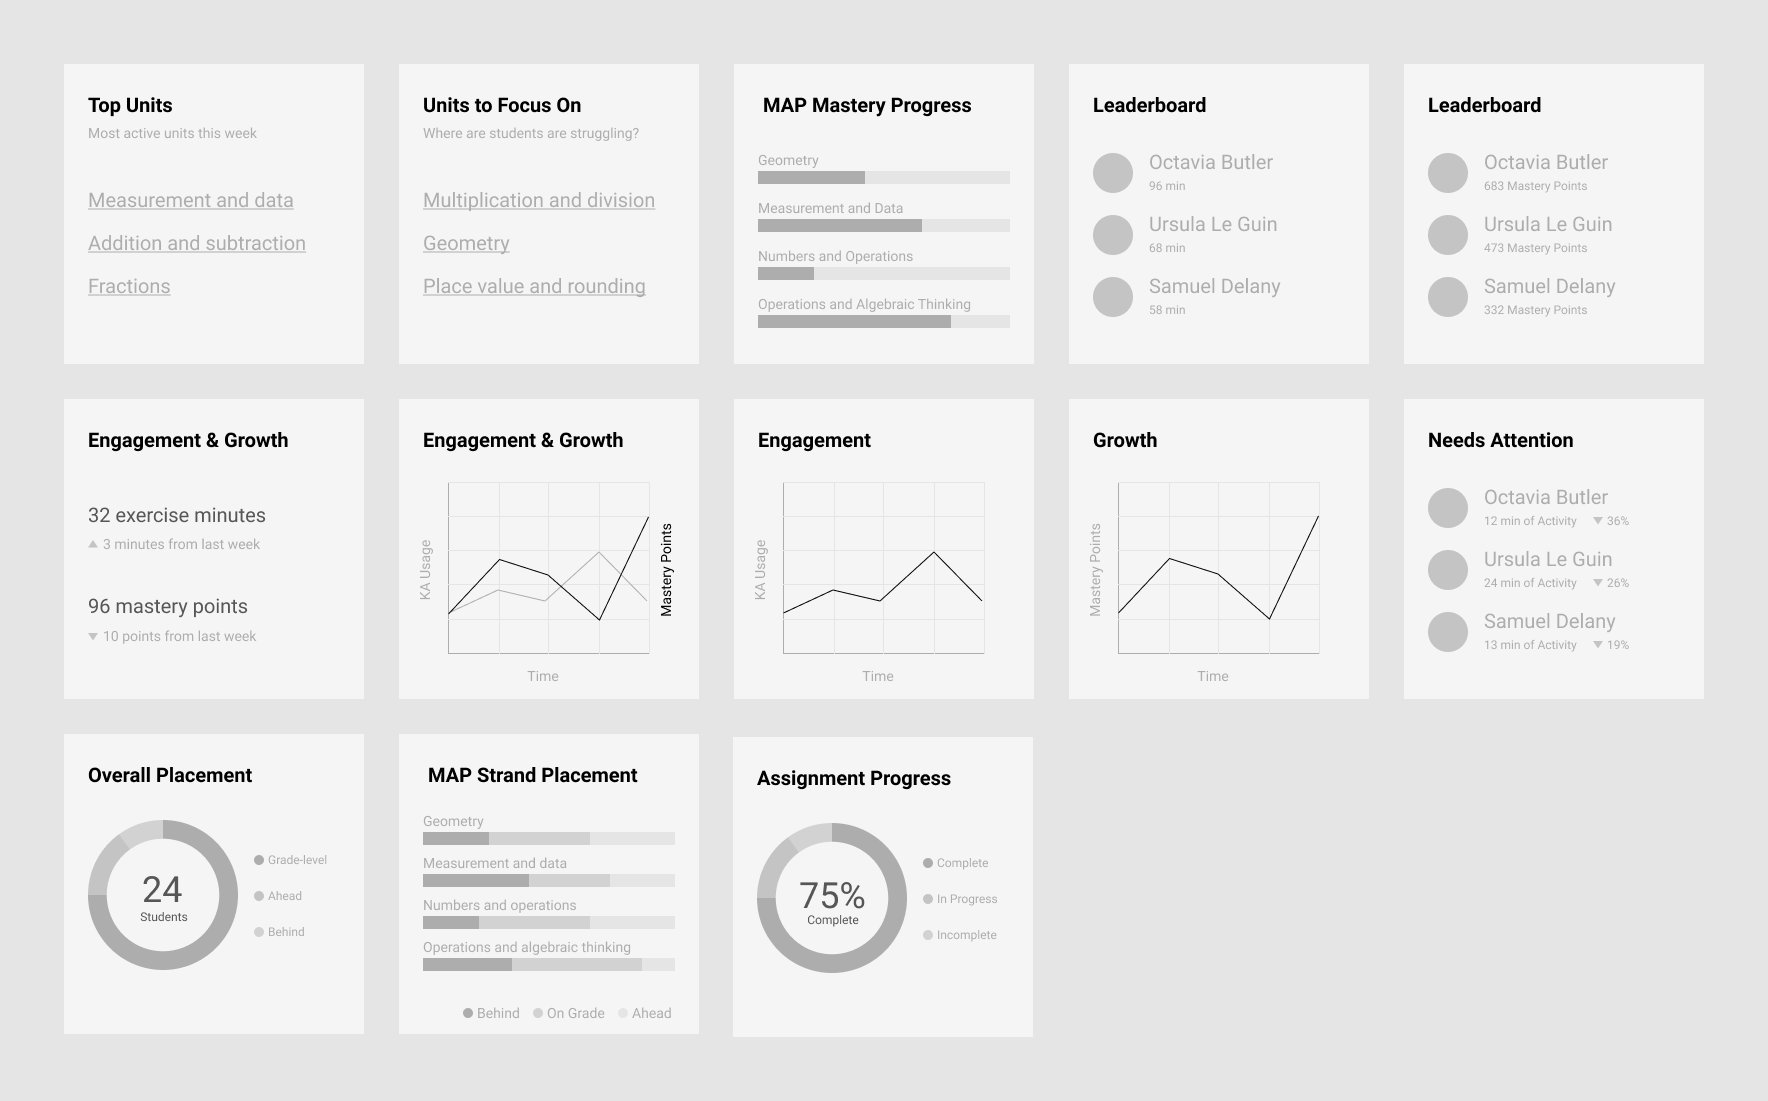 Top Units
Most active units this week
Measurement and data
Addition and subtraction
Fractions
Units to Focus On
Where are students are struggling?
Multiplication and division
Geometry
Place value and rounding
MAP Mastery Progress
Geometry
Measurement and Data
Numbers and Operations
Operations and Algebraic Thinking
Leaderboard
Octavia Butler
96 min
Ursula Le Guin
68 min
Samuel Delany
58 min
Leaderboard
Octavia Butler
683 Mastery Points
Ursula Le Guin
473 Mastery Points
Samuel Delany
332 Mastery Points
Engagement & Growth
32 exercise minutes
3 minutes from last week
96 mastery points
10 points from last week
Engagement & Growth
KA Usage
Mastery Points
Time
Engagement
KA Usage
Time
Growth
Mastery Points
Time
Needs Attention
Octavia Butler
12 min of Activity 36%
Ursula Le Guin
24 min of Activity 26%
Samuel Delany
13 min of Activity 19%
Overall Placement
24
Students
Grade-level
Ahead
Behind
MAP Strand Placement
Geometry
Measurement and data
Numbers and operations
Operations and algebraic thinking
Behind On Grade Ahead
Assignment Progress
75%
Complete
Complete
In Progress
Incomplete